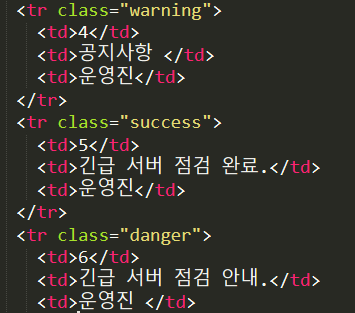 <tr class="warning">
<td>4</td>
<td>공지사항 </td>
<td>운영진</td>
</tr>
<tr class="success">
<td>5</td>
<td>긴급 서버 점검 완료.</td>
<td>운영진</td>
</tr>
<tr class="danger">
<td>6</td>
<td>긴급 서버 점검 안내.</td>
<td>운영진 </td>